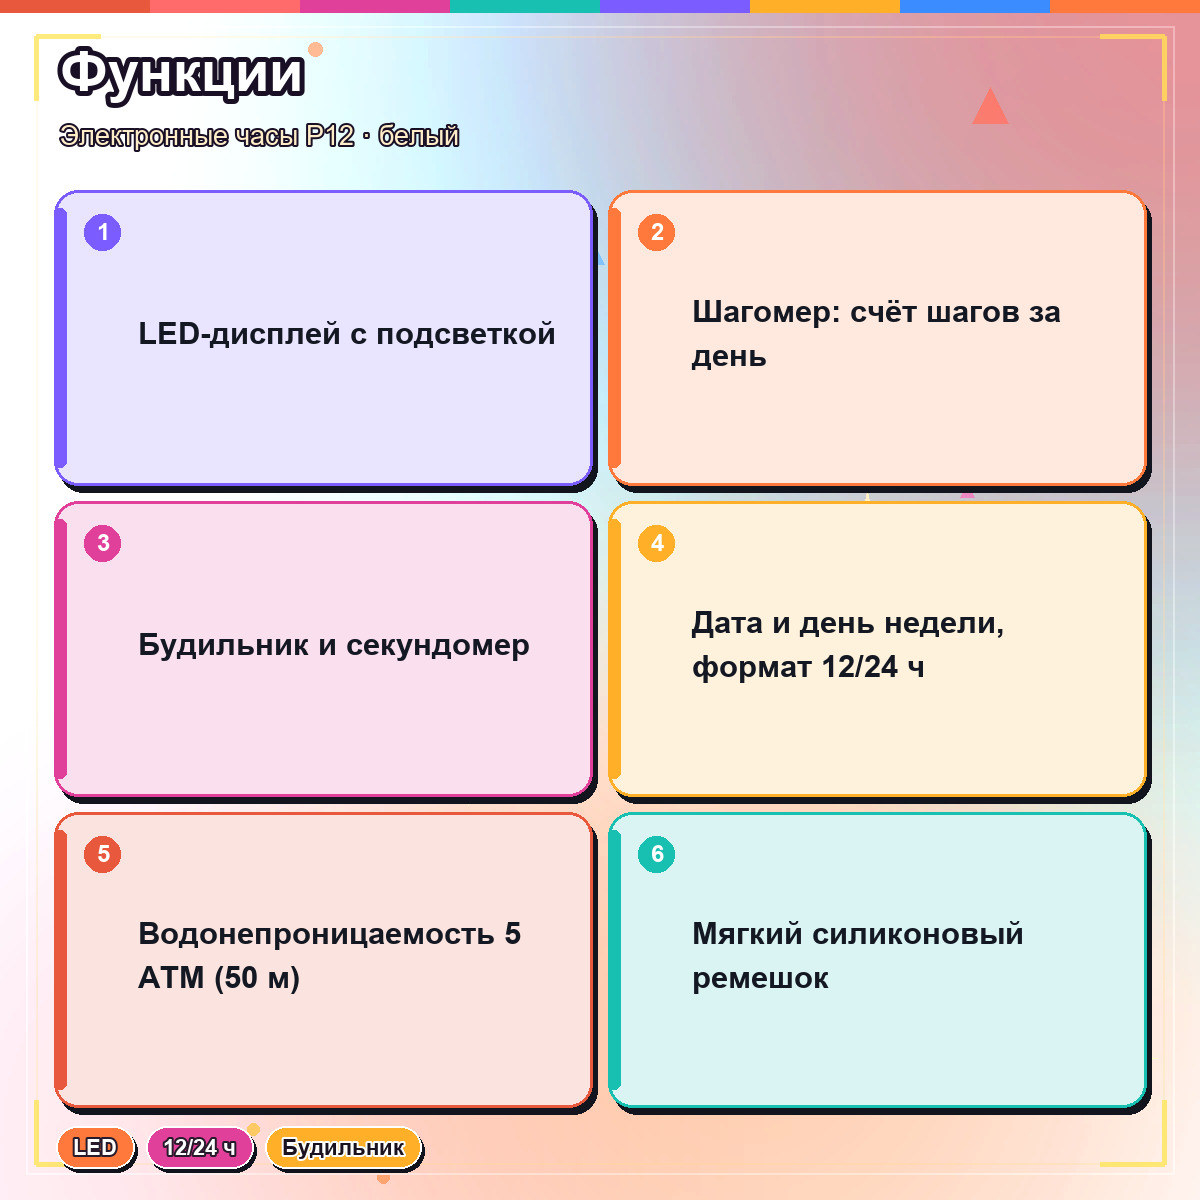 Функции
Электронные часы P12 · белый
1
LED-дисплей с подсветкой
2
Шагомер: счёт шагов за
день
3
Будильник и секундомер
4
Дата и день недели,
формат 12/24 ч
5
Водонепроницаемость 5
ATM (50 м)
6
Мягкий силиконовый
ремешок
LED
12/24 ч
Будильник